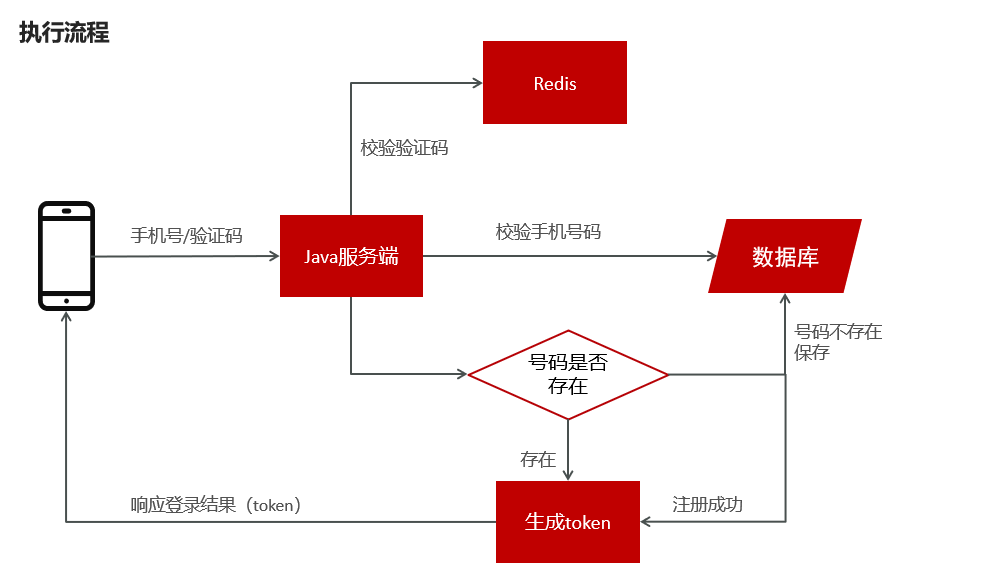 执行流程
Redis
校验验证码
手机号/验证码
Java服务端
校验手机号码
数据库
号码不存在
保存
号码是否
存在
存在
响应登录结果（token）
生成token
注册成功